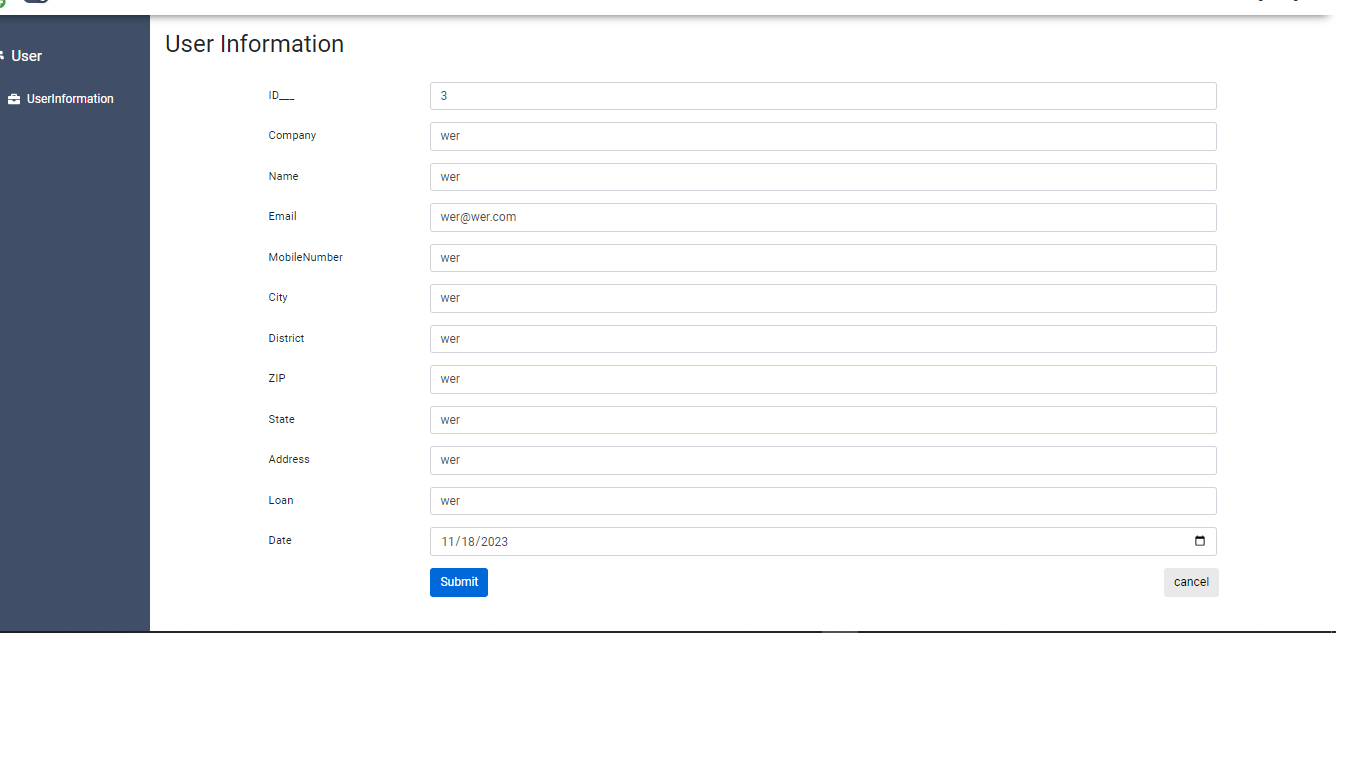 User Information
User
UserInformation
ID___ 3
Company wer
Name wer
Email wer@wer.com
MobileNumber wer
City wer
District wer
ZIP wer
State wer
Address wer
Loan wer
Date 11/18/2023
Submit cancel